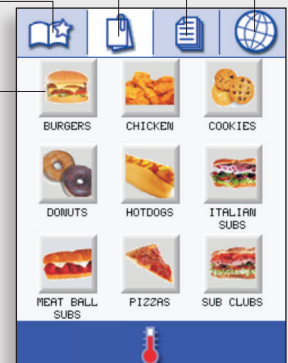 BURGERS CHICKEN COOKIES
DONUTS HOTDOGS ITALIAN
SUBS
MEAT BALL PIZZAS SUB CLUBS
SUBS